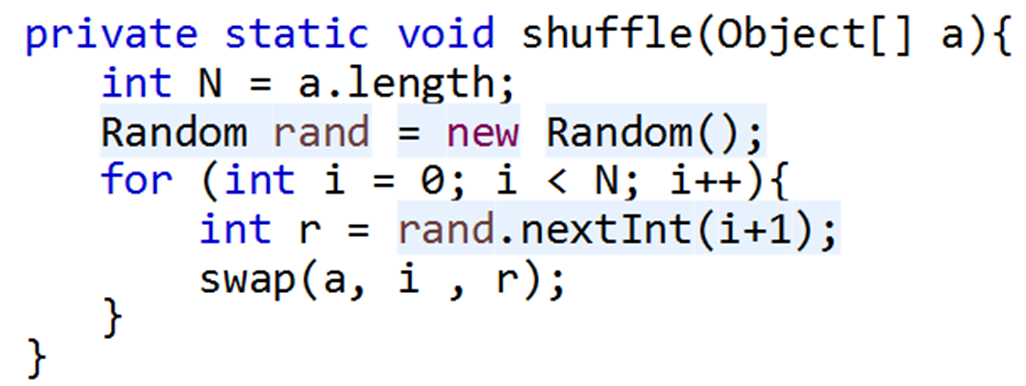 private static void shuffle(Object[] a){
    int N = a.length;
    Random rand = new Random();
    for (int i = 0; i < N; i++){
        int r = rand.nextInt(i+1);
        swap(a, i , r);
    }
}